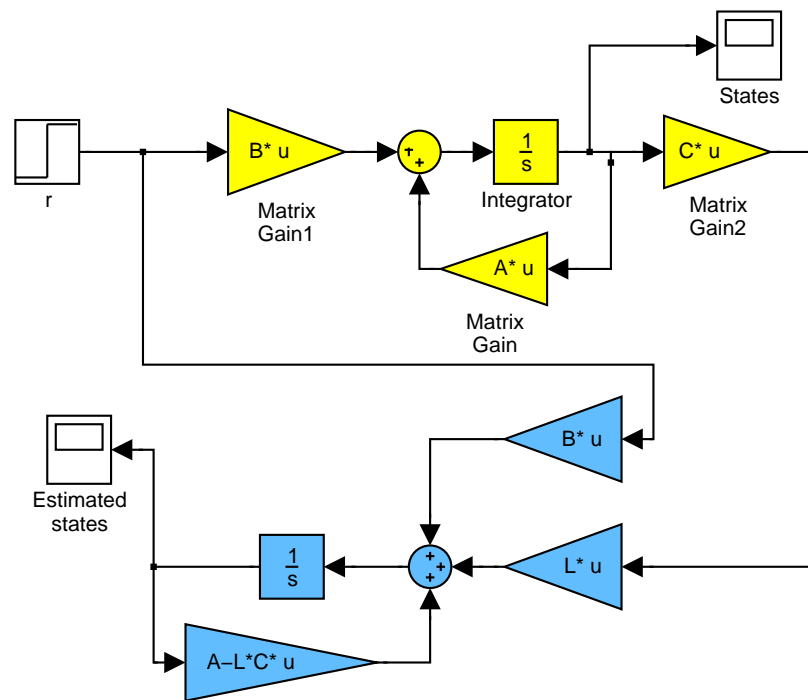 States
B* u
+
+
1
s
C* u
r
Integrator
Matrix
Gain1
Matrix
Gain2
A* u
Matrix
Gain
B* u
Estimated
states
1
s
+
+
+
L* u
A−L*C* u